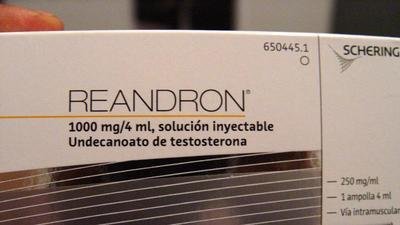 650445.1
SCHERING
REANDRON®
1000 mg/4 ml, solución inyectable
Undecanoato de testosterona
— 250 mg/ml
— 1 ampolla 4 ml
— Vía intramuscular